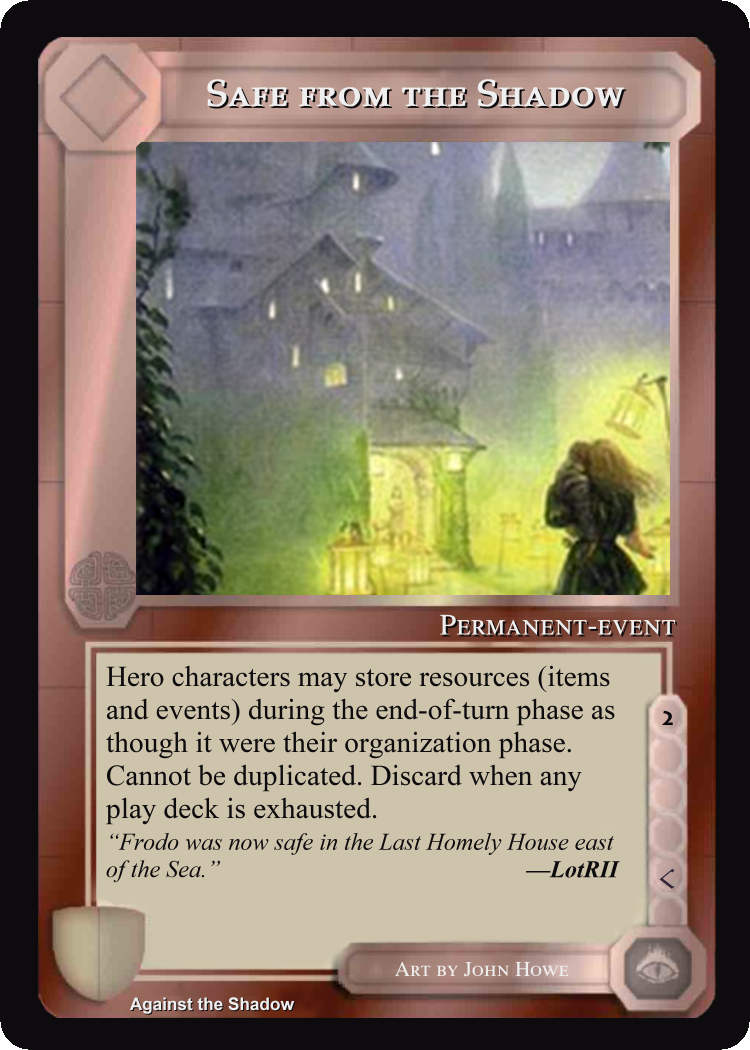 Safe from the Shadow
Permanent-event
Hero characters may store resources (items
and events) during the end-of-turn phase as
though it were their organization phase.
Cannot be duplicated. Discard when any
play deck is exhausted.
“Frodo was now safe in the Last Homely House east
of the Sea.” —LotRII
2
<
Art by John Howe
Against the Shadow